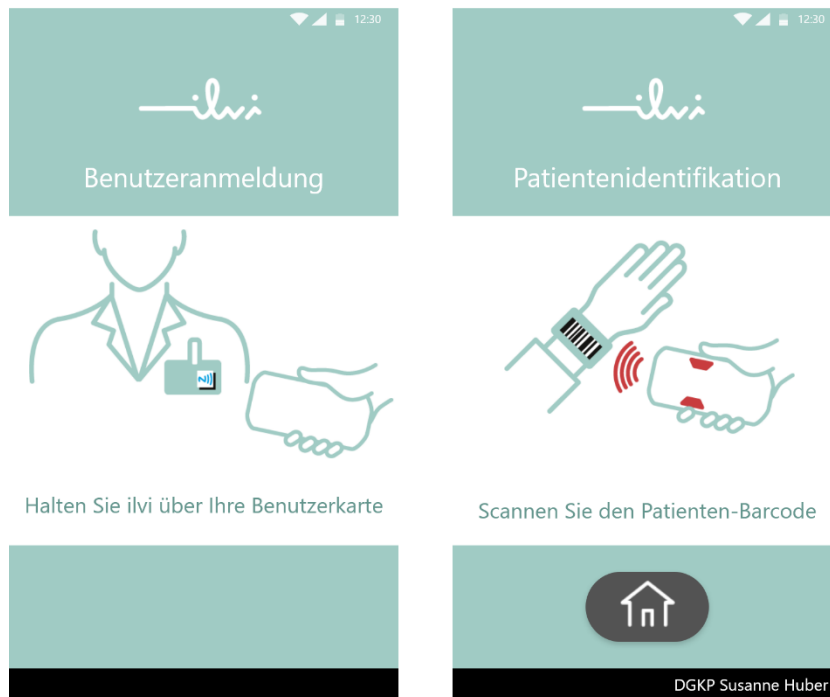 12:30
ilvi
Benutzeranmeldung
Halten Sie ilvi über Ihre Benutzerkarte
12:30
ilvi
Patientenidentifikation
Scannen Sie den Patienten-Barcode
DGKP Susanne Huber